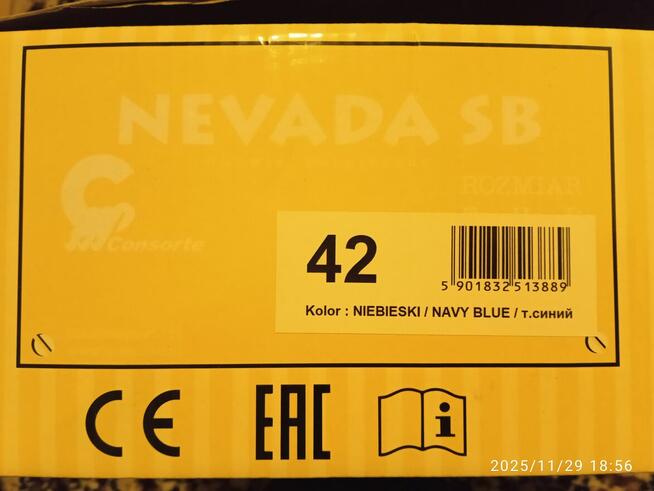 NEVADA SB
Consorte
ROZMIAR
42
5 901832 513889
Kolor : NIEBIESKI / NAVY BLUE / т.синий
CE
EAC
i
2025/11/29 18:56